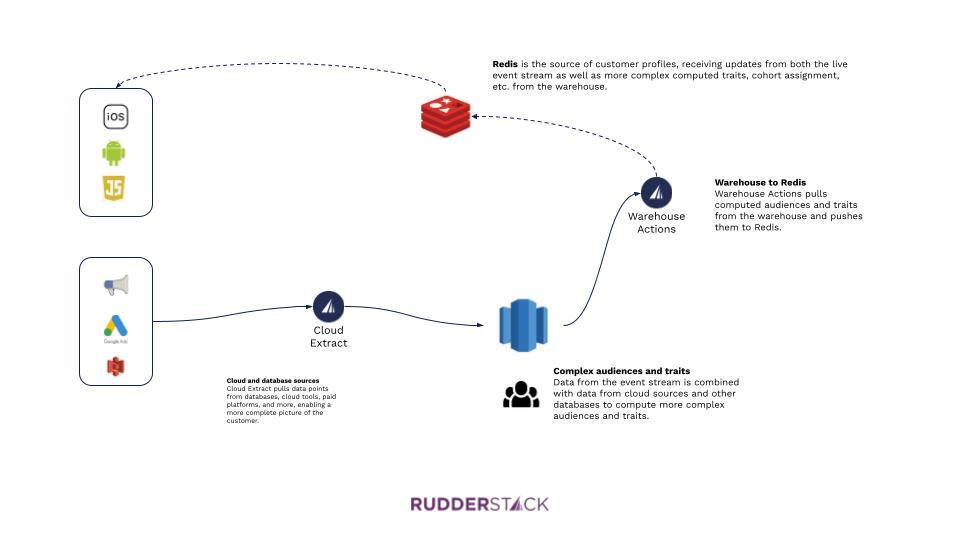 Redis is the source of customer profiles, receiving updates from both the live
event stream as well as more complex computed traits, cohort assignment,
etc. from the warehouse.
iOS
JS
Warehouse to Redis
Warehouse Actions pulls
computed audiences and traits
from the warehouse and pushes
them to Redis.
Warehouse
Actions
Google Ads
Cloud
Extract
Cloud and database sources
Cloud Extract pulls data points
from databases, cloud tools, paid
platforms, and more, enabling a
more complete picture of the
customer.
Complex audiences and traits
Data from the event stream is combined
with data from cloud sources and other
databases to compute more complex
audiences and traits.
RUDDERSTACK